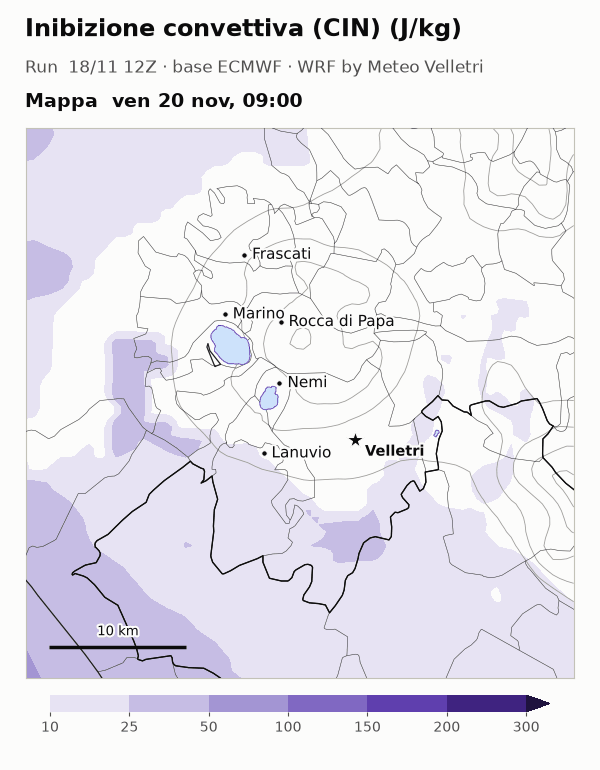 Inibizione convettiva (CIN) (J/kg)
Run  18/11 12Z · base ECMWF · WRF by Meteo Velletri
Mappa  ven 20 nov, 09:00
Frascati
Marino
Rocca di Papa
Nemi
Velletri
Lanuvio
10 km
10 25 50 100 150 200 300